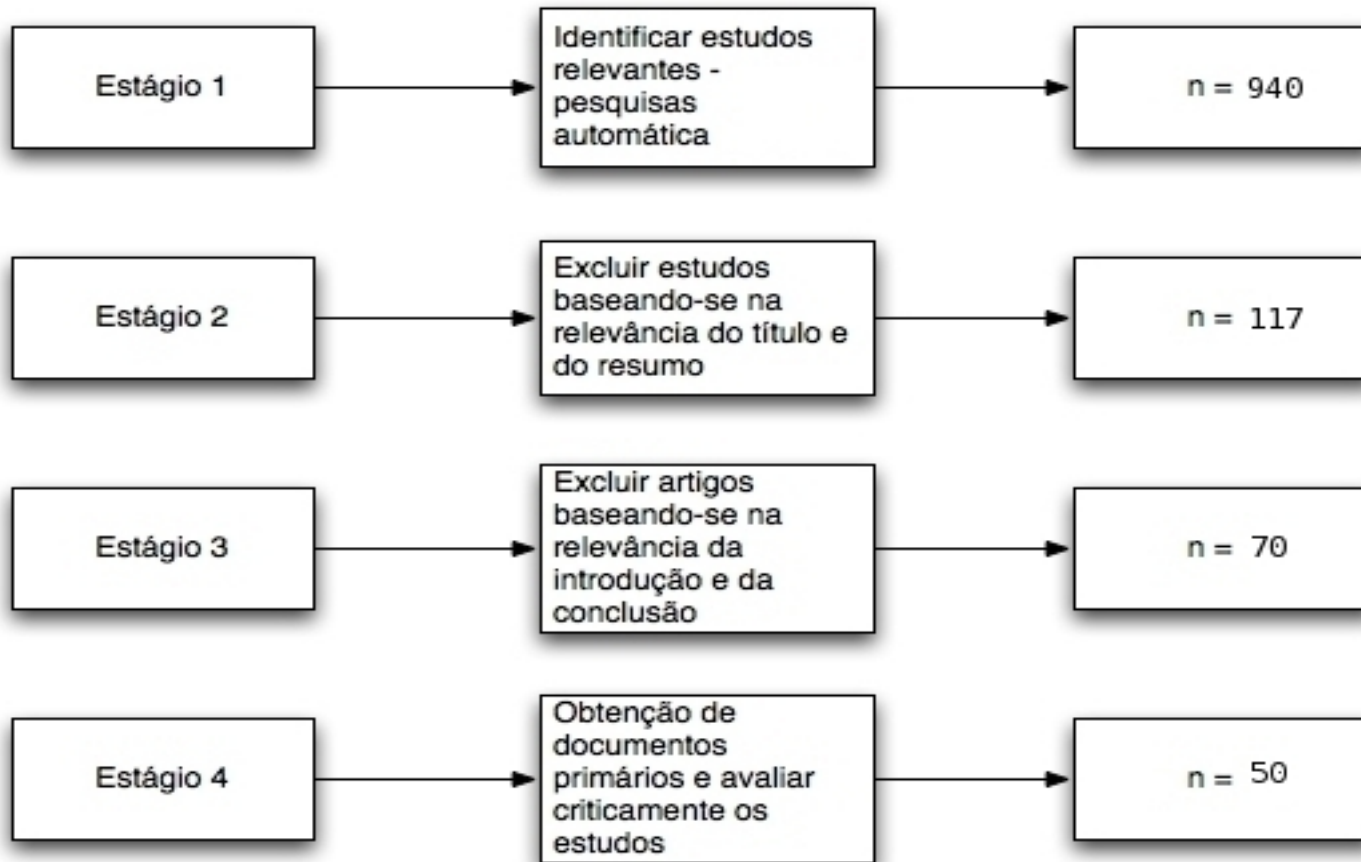 Estágio 1
Identificar estudos
relevantes -
pesquisas
automática
n = 940
Estágio 2
Excluir estudos
baseando-se na
relevância do título e
do resumo
n = 117
Estágio 3
Excluir artigos
baseando-se na
relevância da
introdução e da
conclusão
n = 70
Estágio 4
Obtenção de
documentos
primários e avaliar
criticamente os
estudos
n = 50